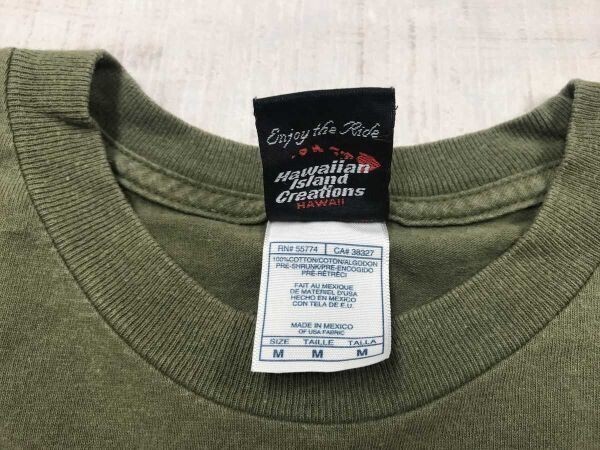 Enjoy the Ride
Hawaiian
Island
Creations
HAWAII
RN# 55774 CA# 38327
100%COTTON/COTON/ALGODON
PRE-SHRUNK/PRE-ENCOGIDO
PRE-RÉTRÉCI
FAIT AU MEXIQUE
DE MATERIEL D'USA
HECHO EN MEXICO
CON TELA DE E.U.
MADE IN MEXICO
OF USA FABRIC
SIZE TAILLE TALLA
M M M